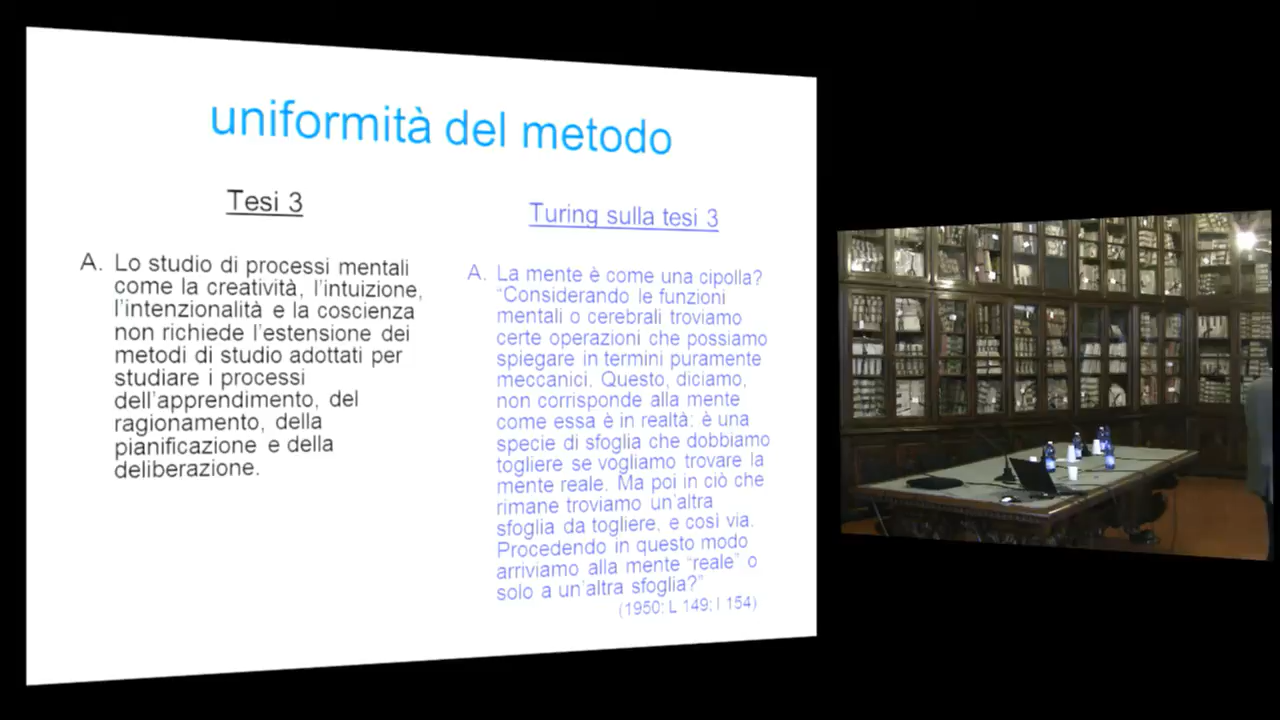 uniformità del metodo
Tesi 3
A. Lo studio di processi mentali
come la creatività, l'intuizione,
l'intenzionalità e la coscienza
non richiede l'estensione dei
metodi di studio adottati per
studiare i processi
dell'apprendimento, del
ragionamento, della
pianificazione e della
deliberazione.
Turing sulla tesi 3
A. La mente è come una cipolla?
“Considerando le funzioni
mentali o cerebrali troviamo
certe operazioni che possiamo
spiegare in termini puramente
meccanici. Questo, diciamo,
non corrisponde alla mente
come essa è in realtà: è una
specie di sfoglia che dobbiamo
togliere se vogliamo trovare la
mente reale. Ma poi in ciò che
rimane troviamo un'altra
sfoglia da togliere, e così via.
Procedendo in questo modo
arriviamo alla mente “reale” o
solo a un'altra sfoglia?”
(1950: L 149; I 154)